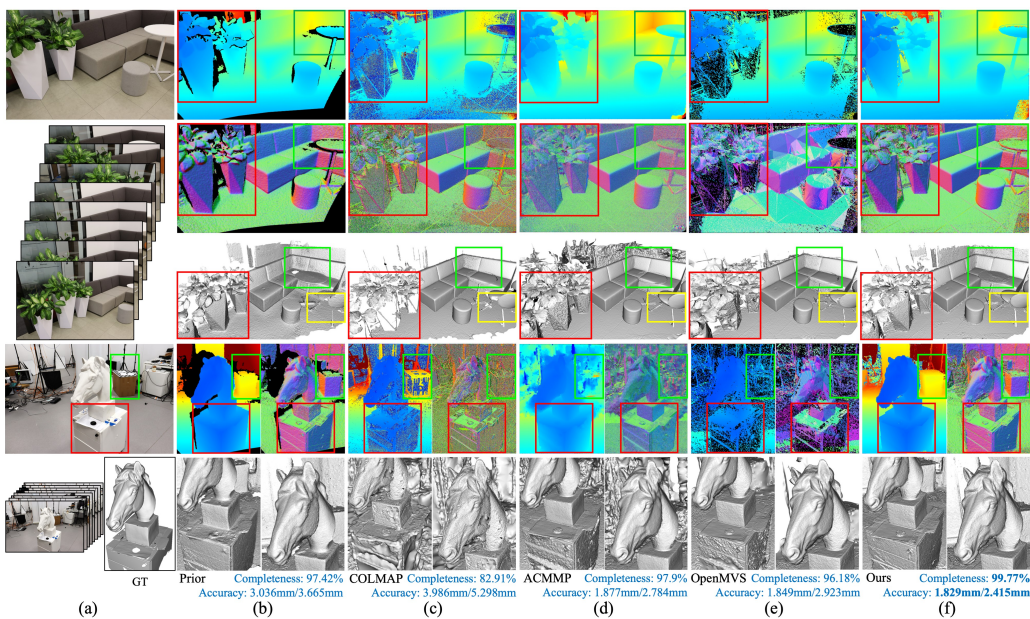 GT
Prior
Completeness: 97.42%
Accuracy: 3.036mm/3.665mm
COLMAP
Completeness: 82.91%
Accuracy: 3.986mm/5.298mm
ACMMP
Completeness: 97.9%
Accuracy: 1.877mm/2.784mm
OpenMVS
Completeness: 96.18%
Accuracy: 1.849mm/2.923mm
Ours
Completeness: 99.77%
Accuracy: 1.829mm/2.415mm
(a)
(b)
(c)
(d)
(e)
(f)